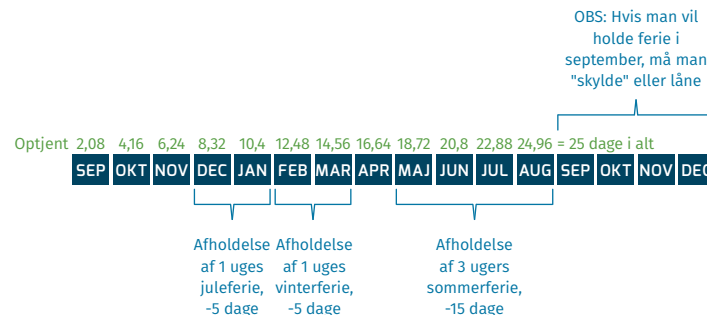 OBS: Hvis man vil
holde ferie i
september, må man
"skylde" eller låne
Optjent 2,08 4,16 6,24 8,32 10,4 12,48 14,56 16,64 18,72 20,8 22,88 24,96 = 25 dage i alt
SEP OKT NOV DEC JAN FEB MAR APR MAJ JUN JUL AUG SEP OKT NOV DEC
Afholdelse
af 1 uges
juleferie,
-5 dage
Afholdelse
af 1 uges
vinterferie,
-5 dage
Afholdelse
af 3 ugers
sommerferie,
-15 dage